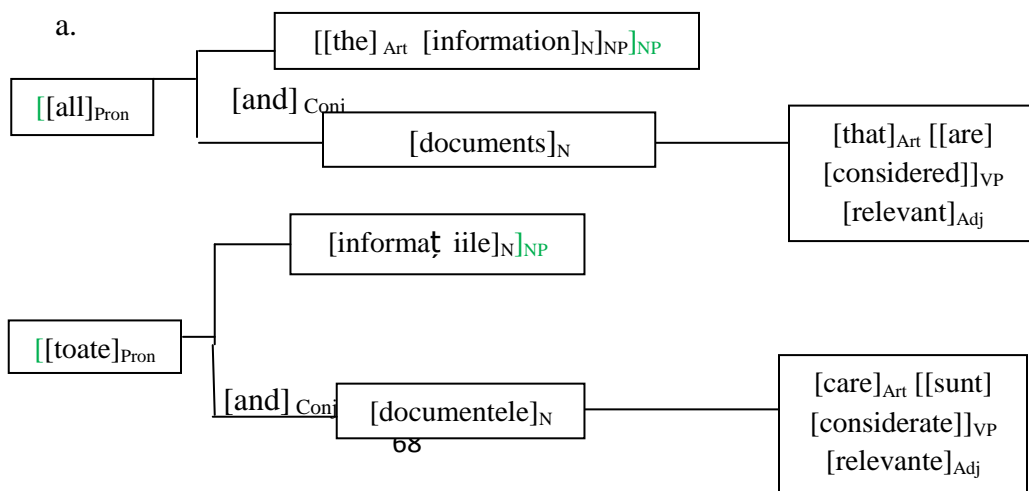 a.
[[the] Art [information]N]NP]NP
[[all]Pron
[and] Conj
[documents]N
[that]Art [[are]
[considered]]VP
[relevant]Adj
[informaț iile]N]NP
[[toate]Pron
[and] Conj
[documentele]N
[care]Art [[sunt]
[considerate]]VP
[relevante]Adj
68